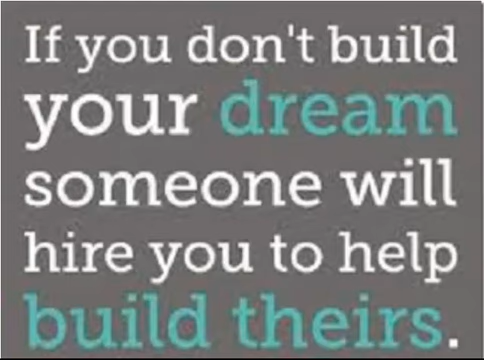 If you don't build
your dream
someone will
hire you to help
build theirs.